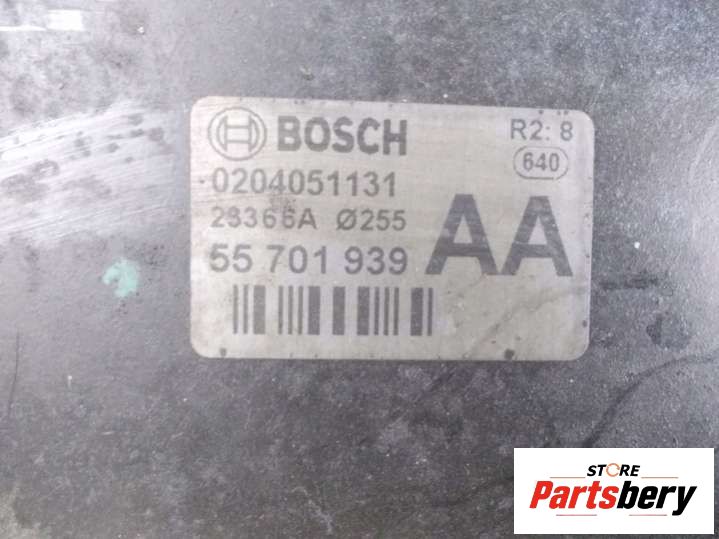 BOSCH R2: 8
640
0204051131
28366A Ø255
55 701 939 AA
STORE
Partsbery